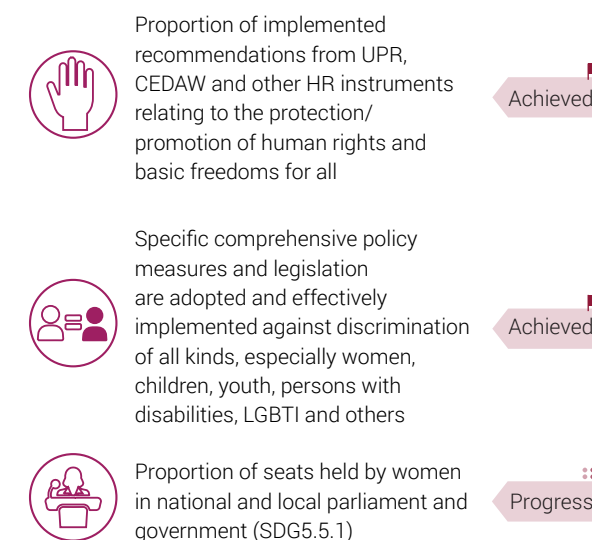 Proportion of implemented
recommendations from UPR,
CEDAW and other HR instruments
relating to the protection/
promotion of human rights and
basic freedoms for all
Achieved
Specific comprehensive policy
measures and legislation
are adopted and effectively
implemented against discrimination
of all kinds, especially women,
children, youth, persons with
disabilities, LGBTI and others
Achieved
Proportion of seats held by women
in national and local parliament and
government (SDG5.5.1)
Progress